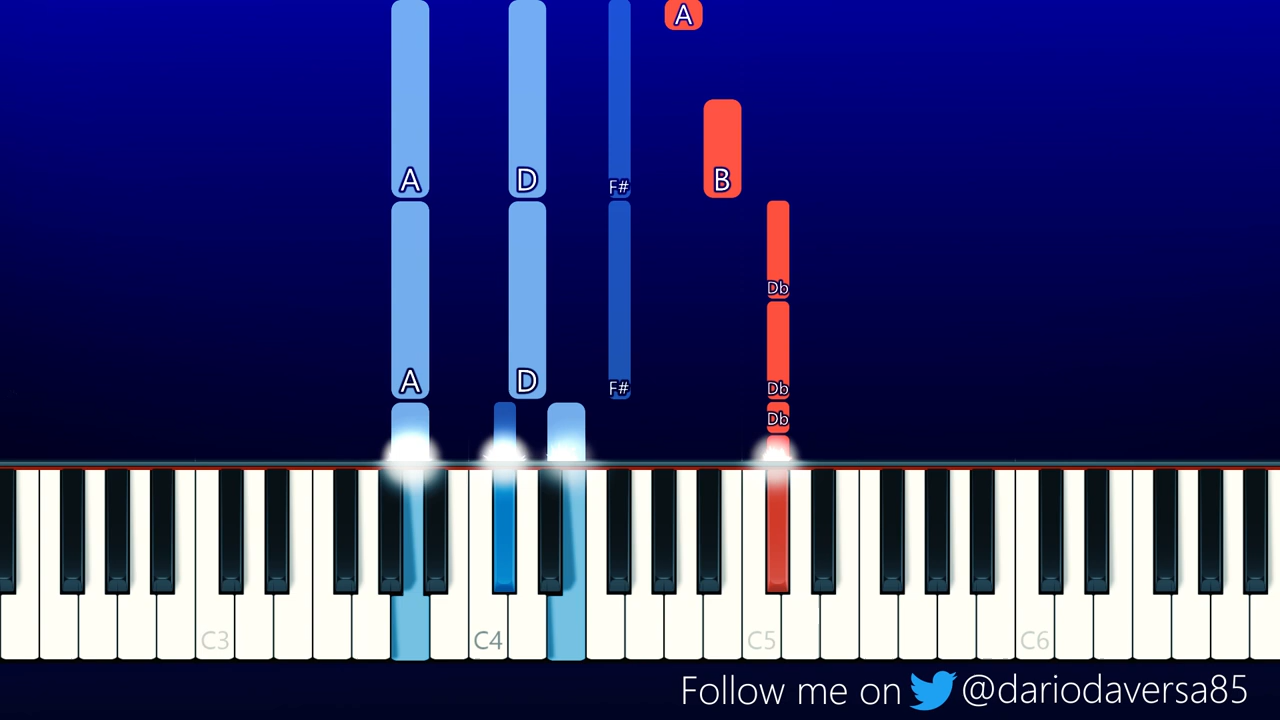 A
A D F# B
Db
A D F# Db
Db
C3 C4 C5 C6
Follow me on @dariodaversa85